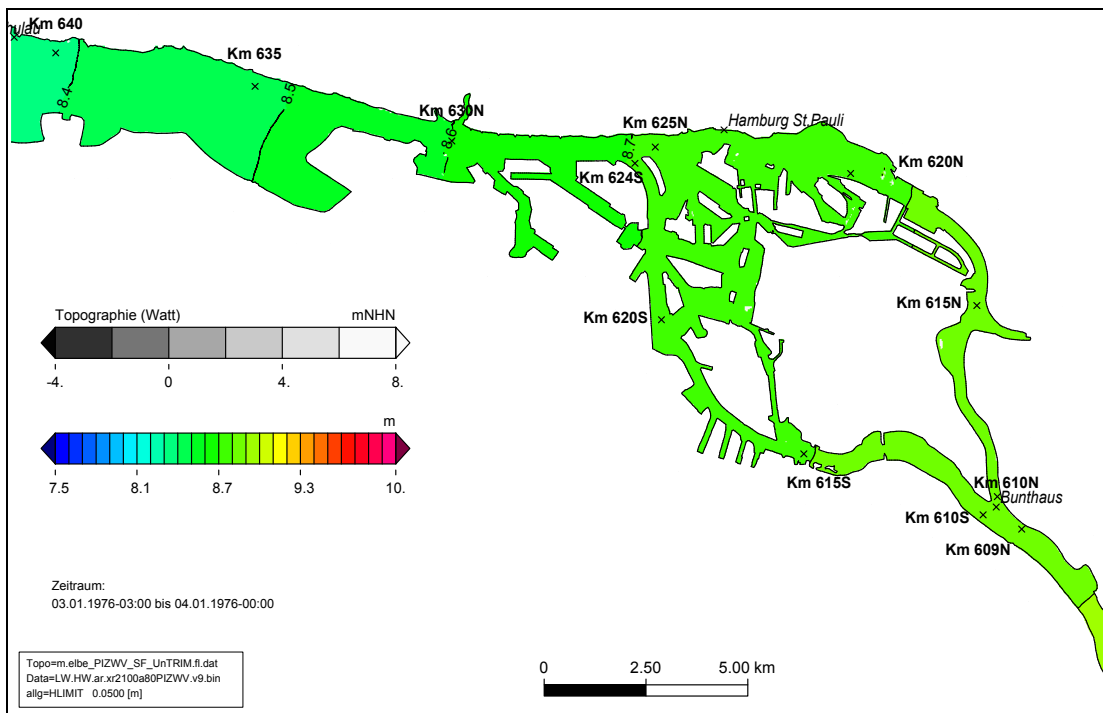 Km 640
Km 635
8.4
8.5
Km 630N
8.6
Km 625N
Hamburg St.Pauli
8.7
Km 624S
Km 620N
Km 615N
Km 620S
Topographie (Watt)
mNHN
-4.
0
4.
8.
m
7.5
8.1
8.7
9.3
10.
Km 615S
Km 610N
Bunthaus
Km 610S
Km 609N
Zeitraum:
03.01.1976-03:00 bis 04.01.1976-00:00
Topo=m.elbe_PIZWV_SF_UnTRIM.fl.dat
Data=LW.HW.ar.xr2100a80PIZWV.v9.bin
allg=HLIMIT 0.0500 [m]
0
2.50
5.00 km